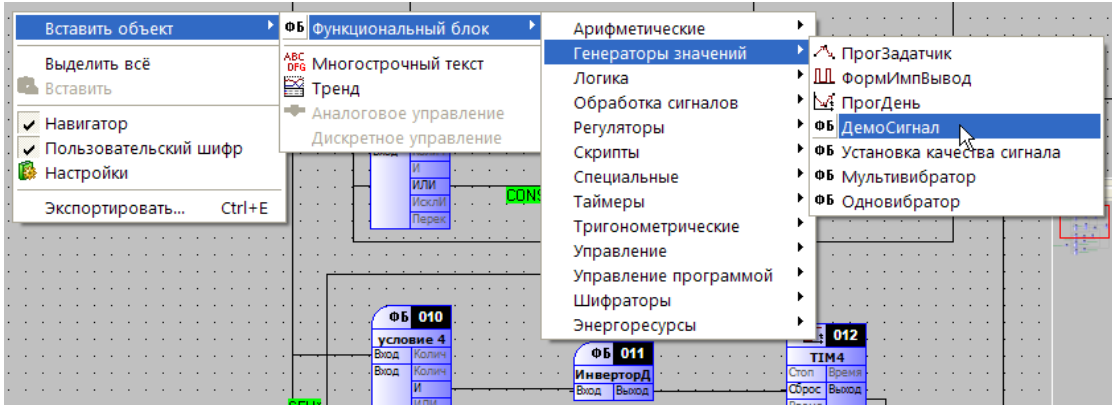 Вставить объект
Выделить всё
Вставить
Навигатор
Пользовательский шифр
Настройки
Экспортировать... Ctrl+E
ФБ Функциональный блок
ABC DFG Многострочный текст
Тренд
Аналоговое управление
Дискретное управление
Арифметические
Генераторы значений
Логика
Обработка сигналов
Регуляторы
Скрипты
Специальные
Таймеры
Тригонометрические
Управление
Управление программой
Шифраторы
Энергоресурсы
ПрогЗадатчик
ФормИмпВывод
ПрогДень
ФБ ДемоСигнал
ФБ Установка качества сигнала
ФБ Мультивибратор
ФБ Одновибратор
И
ИЛИ
ИсклИ
Перек
ФБ 010
условие 4
Вход Колич
Вход Колич
И
ФБ 011
ИнверторД
Вход Выход
012
TIM4
Стоп Время
Сброс Выход